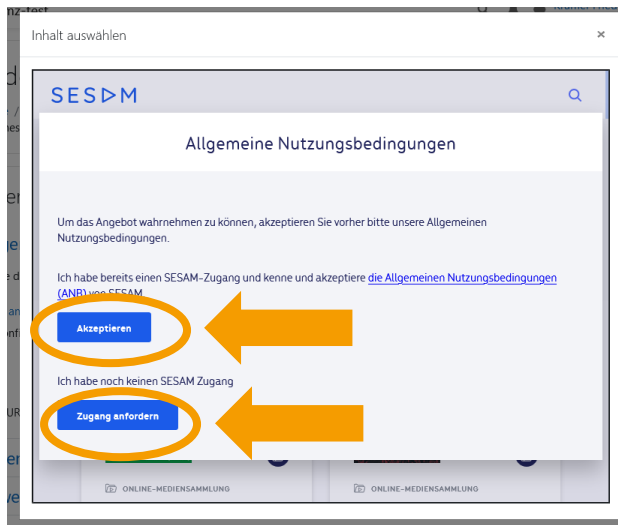 mz-test
Inhalt auswählen
×
SESAM
Allgemeine Nutzungsbedingungen
Um das Angebot wahrnehmen zu können, akzeptieren Sie vorher bitte unsere Allgemeinen
Nutzungsbedingungen.
Ich habe bereits einen SESAM-Zugang und kenne und akzeptiere die Allgemeinen Nutzungsbedingungen
(ANB) von SESAM
Akzeptieren
Ich habe noch keinen SESAM Zugang
Zugang anfordern
ONLINE-MEDIENSAMMLUNG
ONLINE-MEDIENSAMMLUNG